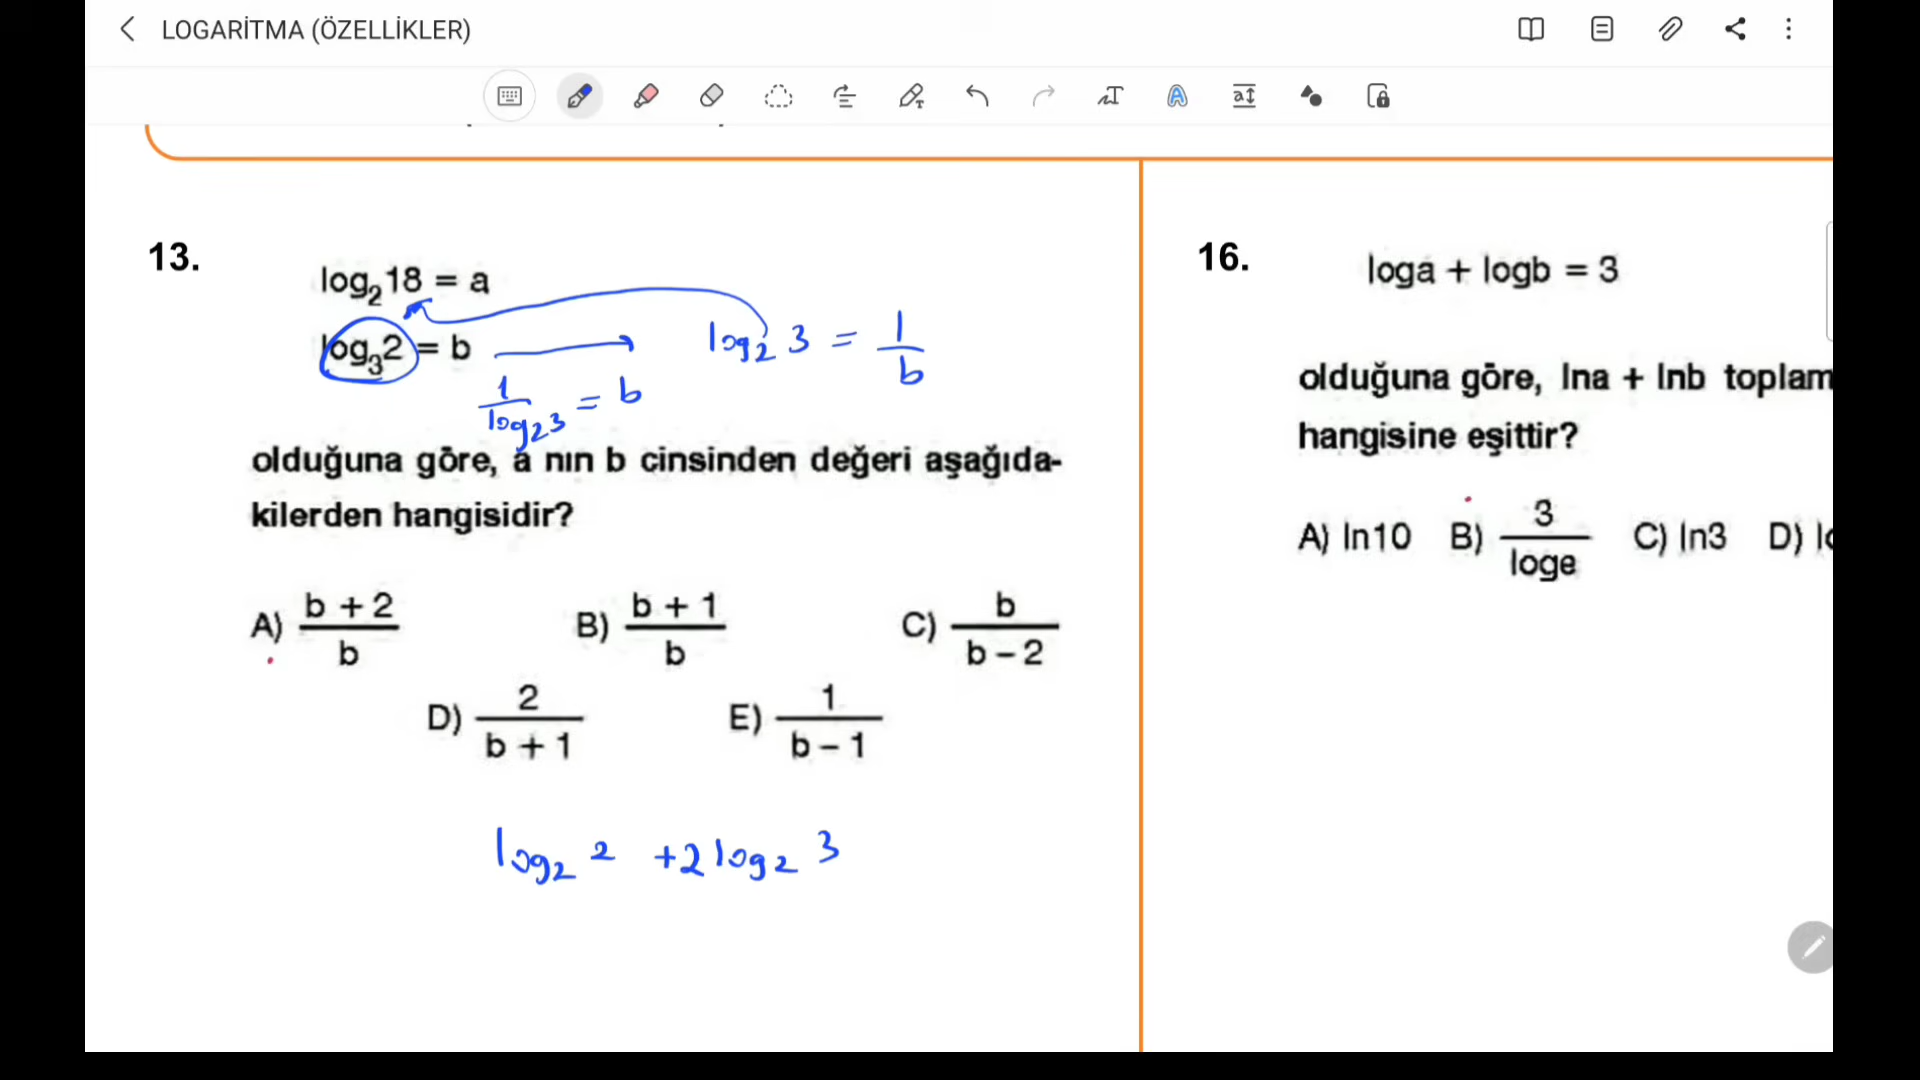 LOGARİTMA (ÖZELLİKLER)
13.
log₂18 = a
log₃2 = b
log₂ 3 = 1/b
1/log₂3 = b
olduğuna göre, a nın b cinsinden değeri aşağıda-
kilerden hangisidir?
A) (b + 2)/b B) (b + 1)/b C) b/(b – 2)
D) 2/(b + 1) E) 1/(b – 1)
log₂ 2 +2 log₂ 3
16.
loga + logb = 3
olduğuna göre, lna + lnb toplam
hangisine eşittir?
A) ln10 B) 3/loge C) ln3 D)